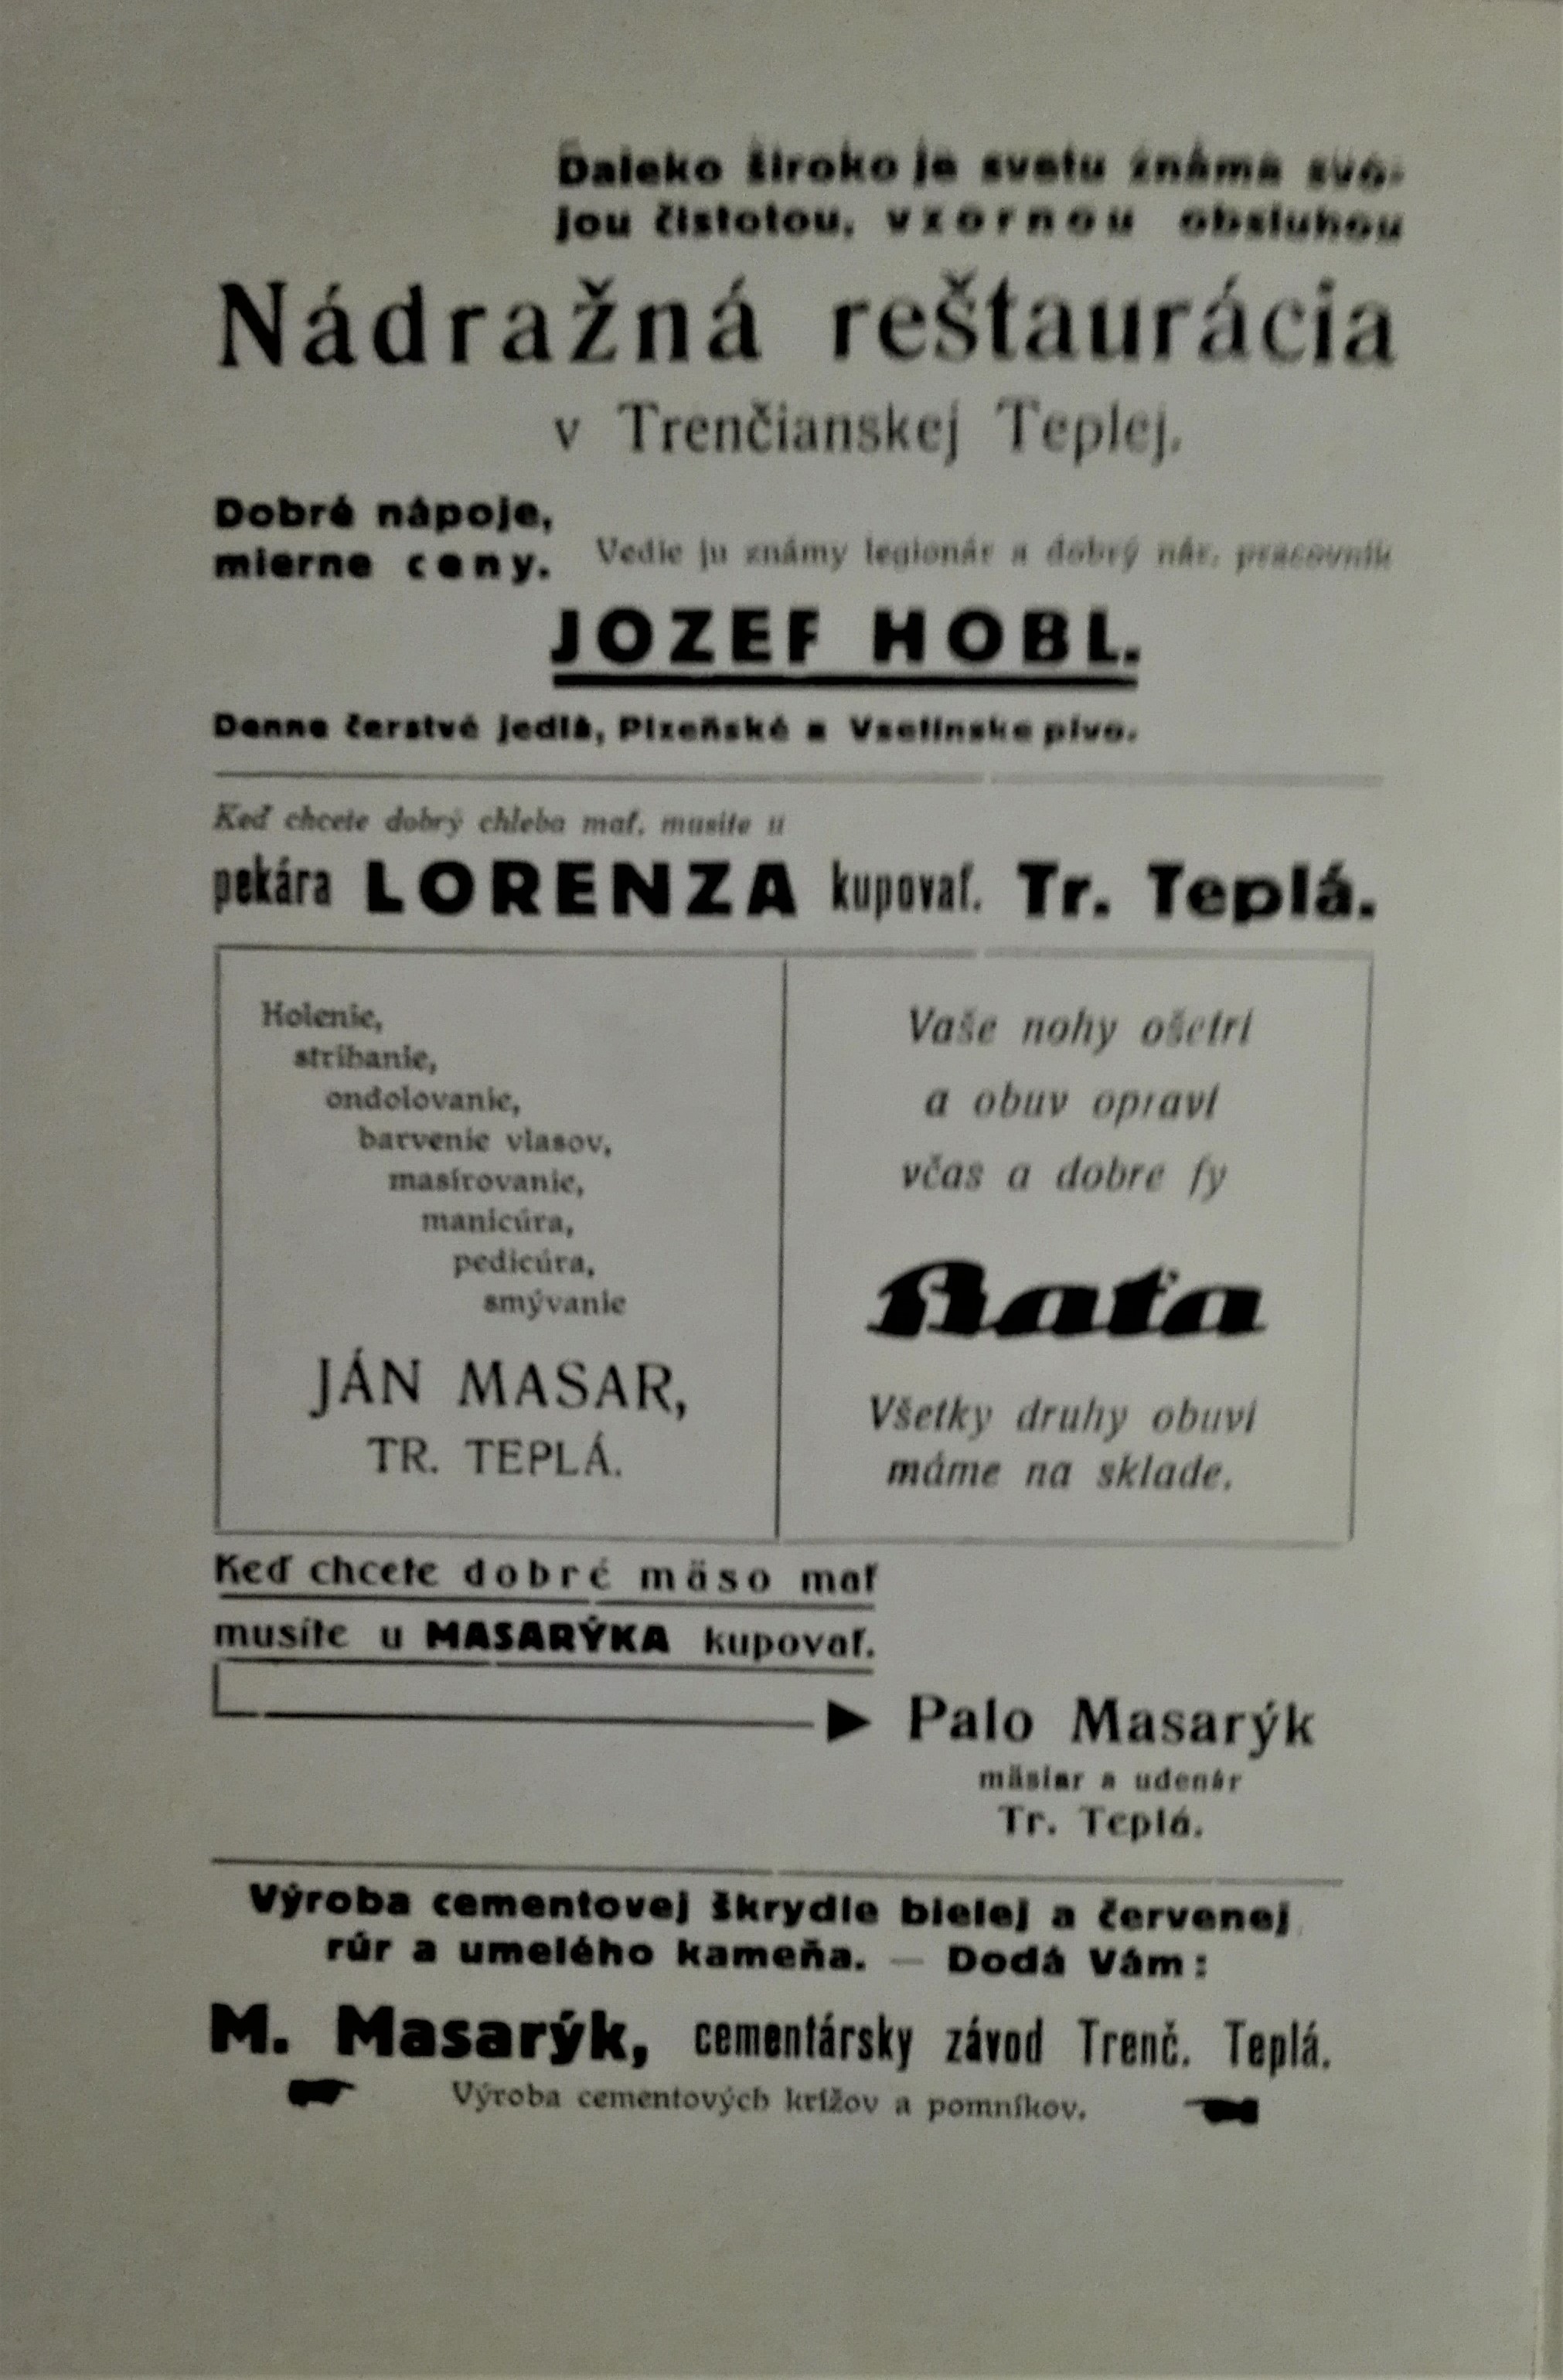 Daleko široko je svetu známa svo-
jou čistotou, vzornou obsluhou
Nádražná reštaurácia
v Trenčianskej Teplej.
Dobré nápoje,
mierne ceny.
Vedie ju známy legionár a dobrý nár. pracovník
JOZEF HOBL.
Denne čerstvé jedlá, Plzeňské a Vsetínske pivo.
Keď chcete dobrý chleba mať, musíte u
pekára LORENZA kupovať. Tr. Teplá.
Holenie,
strihanie,
ondolovanie,
barvenie vlasov,
masírovanie,
manicúra,
pedicúra,
smývanie
JÁN MASAR,
TR. TEPLÁ.
Vaše nohy ošetrí
a obuv opraví
včas a dobre fy
Baťa
Všetky druhy obuvi
máme na sklade.
Keď chcete dobré mäso mať
musíte u MASARÝKA kupovať.
Palo Masarýk
mäsiar a udenár
Tr. Teplá.
Výroba cementovej škrydle bielej a červenej
rúr a umelého kameňa. — Dodá Vám:
M. Masarýk, cementársky závod Trenč. Teplá.
Výroba cementových krížov a pomníkov.